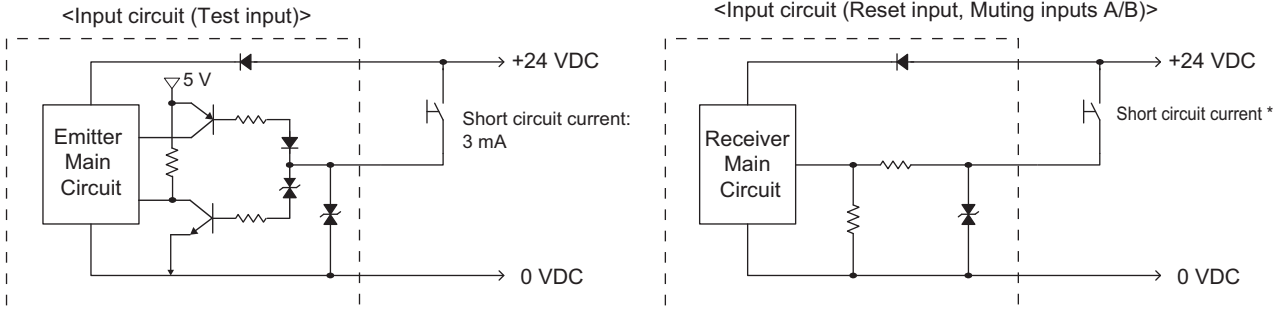 <Input circuit (Test input)>
+24 VDC
5 V
Emitter
Main
Circuit
Short circuit current:
3 mA
0 VDC
<Input circuit (Reset input, Muting inputs A/B)>
+24 VDC
Receiver
Main
Circuit
Short circuit current *
0 VDC